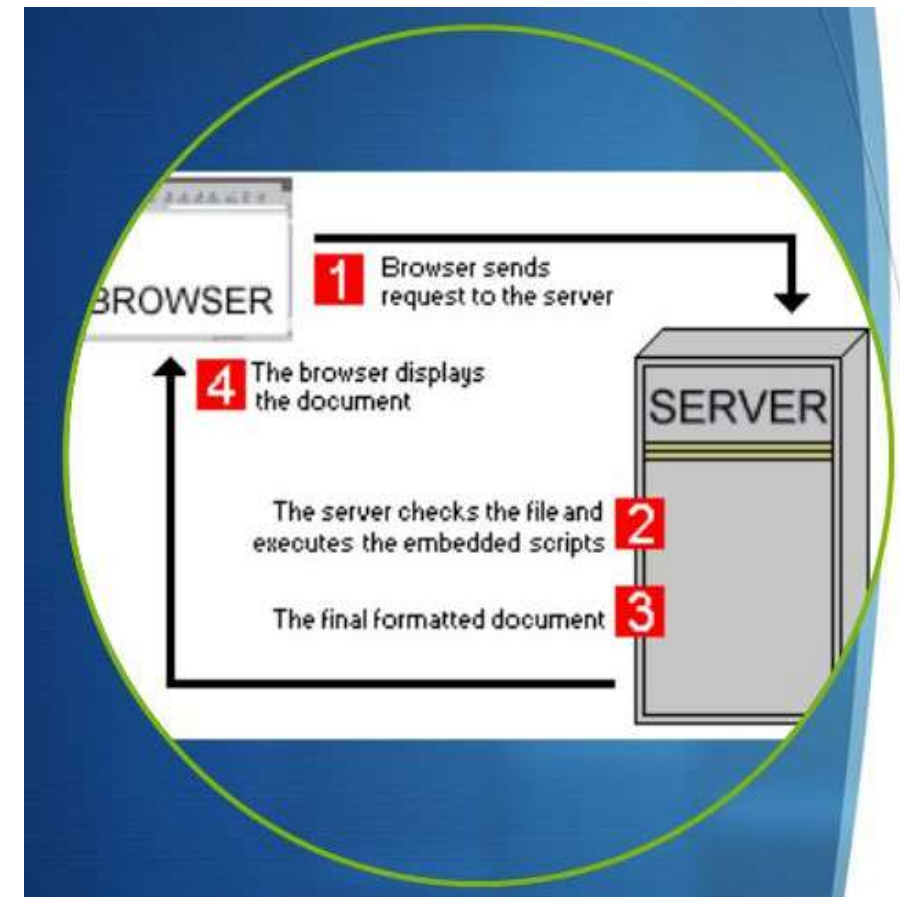 BROWSER
1 Browser sends
request to the server
4 The browser displays
the document
SERVER
The server checks the file and
executes the embedded scripts 2
The final formatted document 3